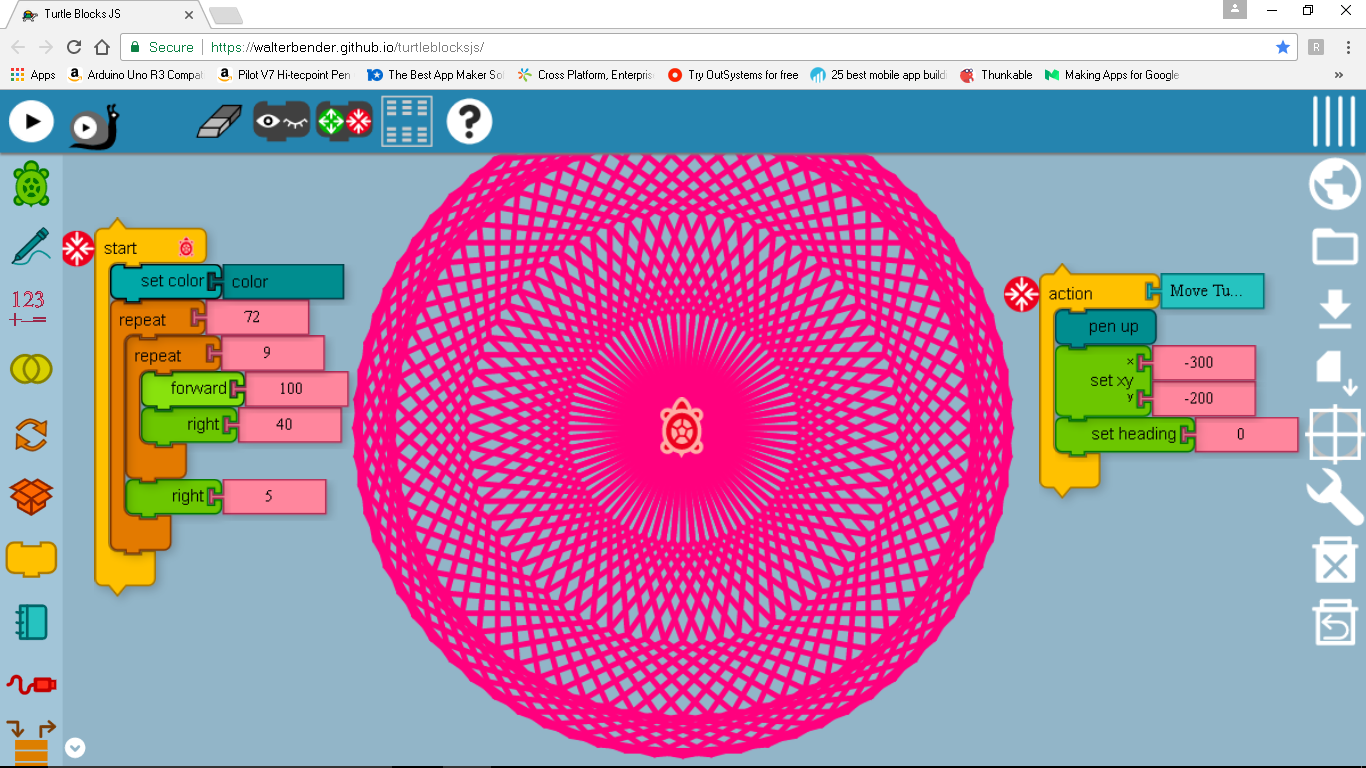 Turtle Blocks JS
Secure https://walterbender.github.io/turtleblocksjs/
R
Apps Arduino Uno R3 Compat Pilot V7 Hi-tecpoint Pen The Best App Maker So Cross Platform, Enterpris Try OutSystems for free 25 best mobile app build Thunkable Making Apps for Google »
?
start
set color color
repeat 72
repeat 9
forward 100
right 40
right 5
123
+-=
action Move Tu...
pen up
x -300
set xy
y -200
set heading 0